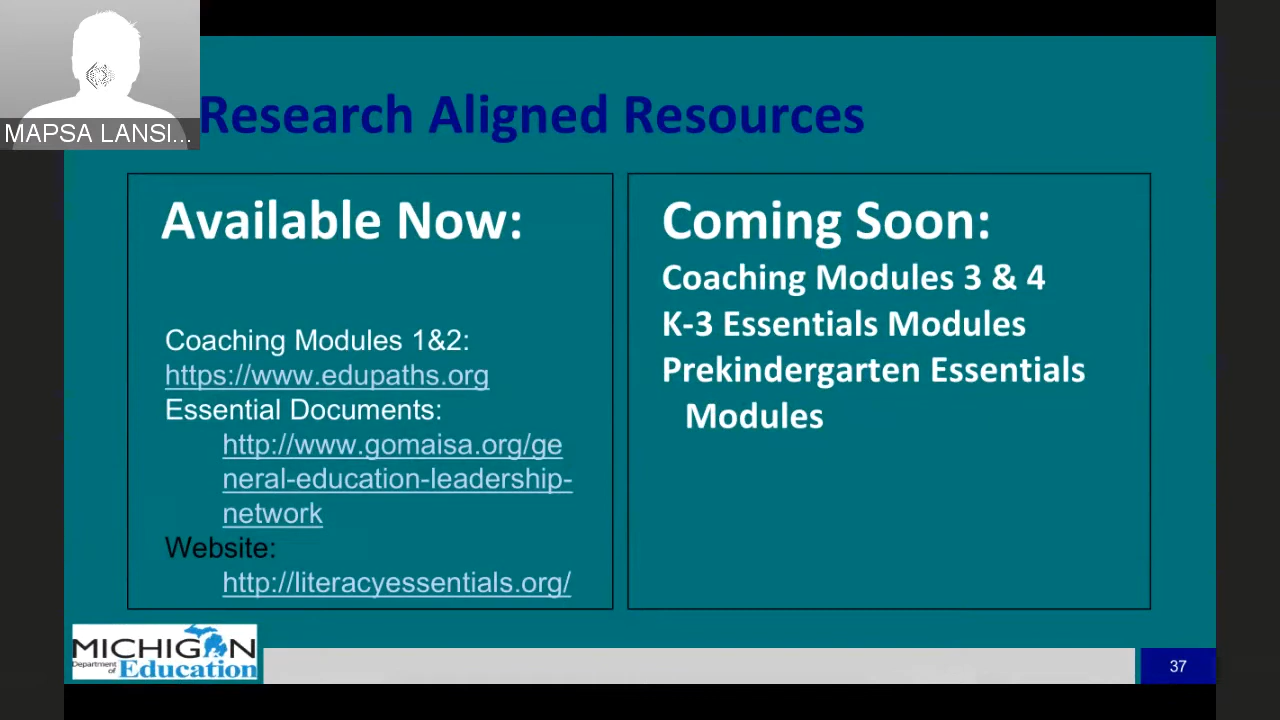 MAPSA LANSI...
Research Aligned Resources
Available Now:
Coaching Modules 1&2:
https://www.edupaths.org
Essential Documents:
http://www.gomaisa.org/ge
neral-education-leadership-
network
Website:
http://literacyessentials.org/
Coming Soon:
Coaching Modules 3 & 4
K-3 Essentials Modules
Prekindergarten Essentials
Modules
MICHIGAN
Department
of Education
37